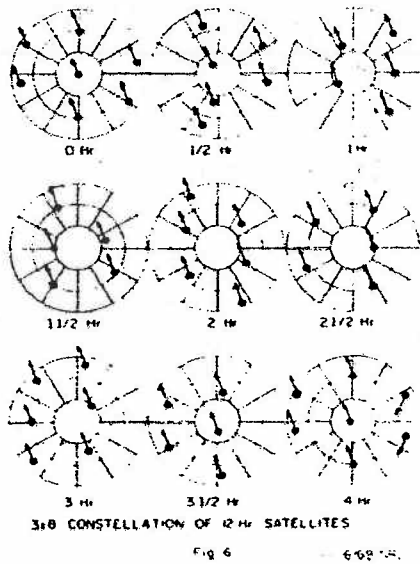 0 Hr 1/2 Hr 1 Hr
1 1/2 Hr 2 Hr 2 1/2 Hr
3 Hr 3 1/2 Hr 4 Hr
3x8 CONSTELLATION OF 12 Hr SATELLITES
Fig 6